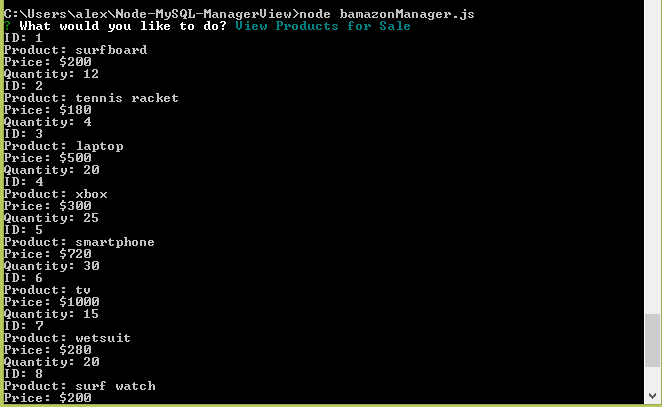 C:\Users\alex\Node-MySQL-ManagerView>node bamazonManager.js
? What would you like to do? View Products for Sale
ID: 1
Product: surfboard
Price: $200
Quantity: 12
ID: 2
Product: tennis racket
Price: $180
Quantity: 4
ID: 3
Product: laptop
Price: $500
Quantity: 20
ID: 4
Product: xbox
Price: $300
Quantity: 25
ID: 5
Product: smartphone
Price: $720
Quantity: 30
ID: 6
Product: tv
Price: $1000
Quantity: 15
ID: 7
Product: wetsuit
Price: $280
Quantity: 20
ID: 8
Product: surf watch
Price: $200